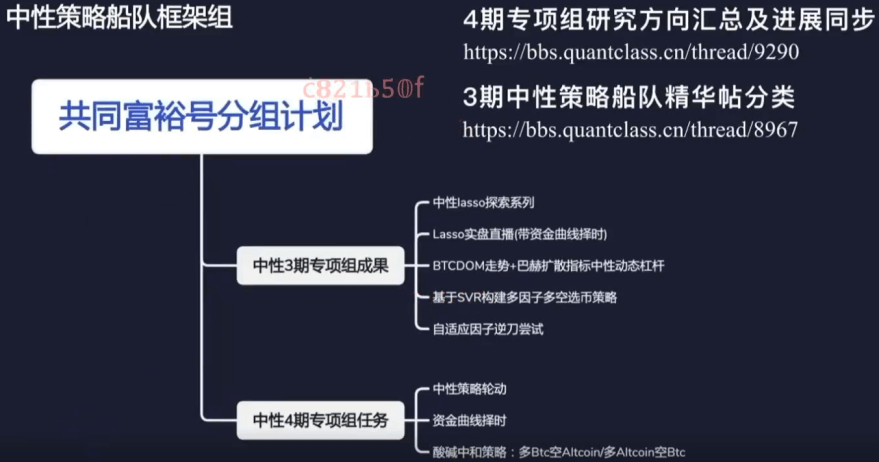 中性策略船队框架组
4期专项组研究方向汇总及进展同步
https://bbs.quantclass.cn/thread/9290
3期中性策略船队精华帖分类
https://bbs.quantclass.cn/thread/8967
共同富裕号分组计划
中性3期专项组成果
中性lasso探索系列
Lasso实盘直播(带资金曲线择时)
BTCDOM走势+巴赫扩散指标中性动态杠杆
基于SVR构建多因子多空选币策略
自适应因子逆刀尝试
中性4期专项组任务
中性策略轮动
资金曲线择时
酸碱中和策略：多Btc空Altcoin/多Altcoin空Btc